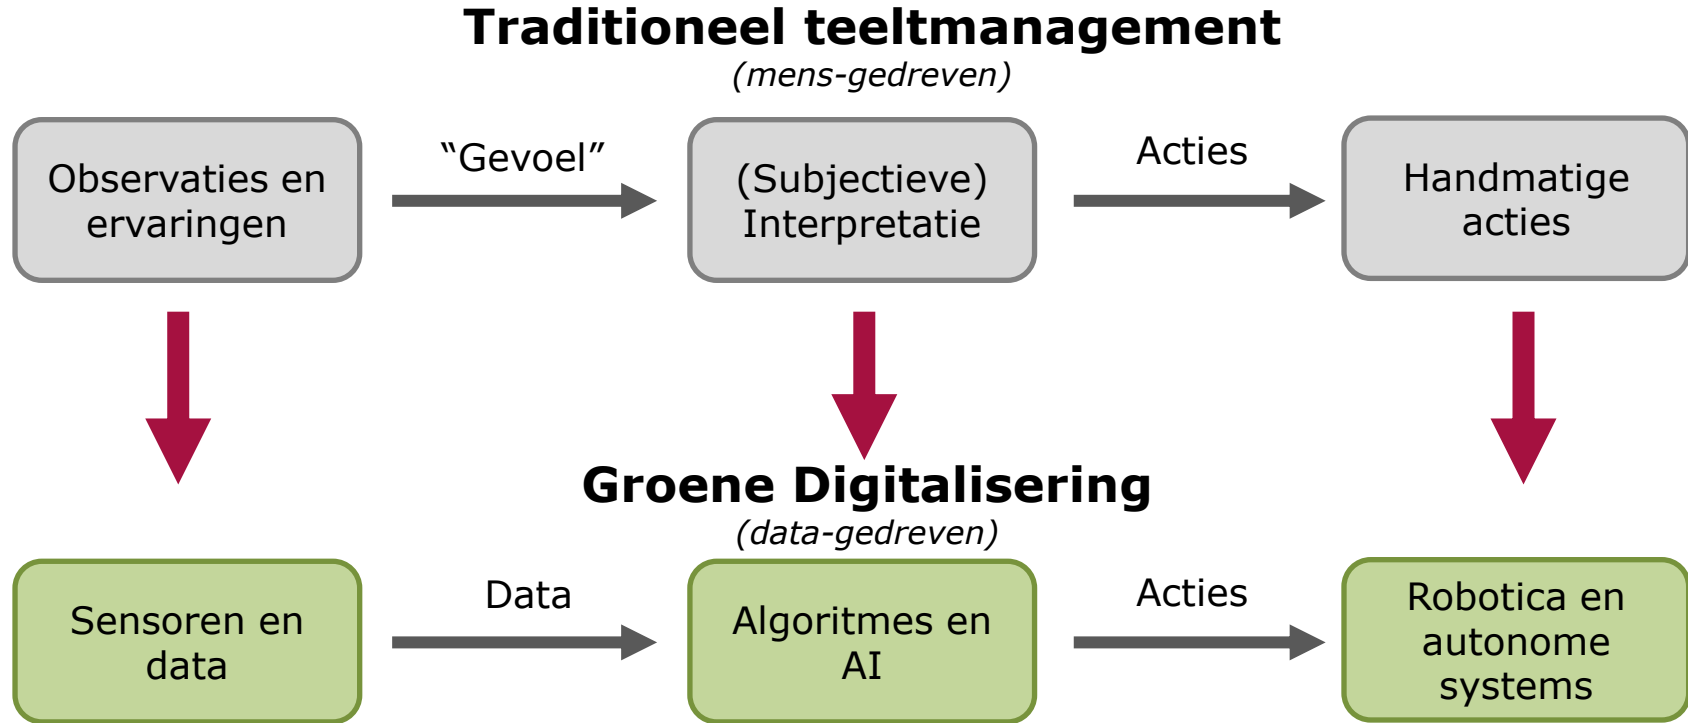 Traditioneel teeltmanagement
(mens-gedreven)
Observaties en
ervaringen
“Gevoel”
(Subjectieve)
Interpretatie
Acties
Handmatige
acties
Groene Digitalisering
(data-gedreven)
Sensoren en
data
Data
Algoritmes en
AI
Acties
Robotica en
autonome
systems